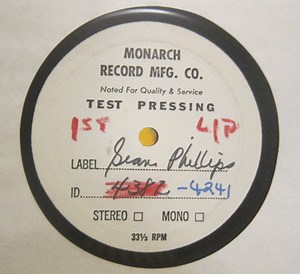 MONARCH
RECORD MFG. CO.
Noted For Quality & Service
TEST PRESSING
1ST L.I.P
LABEL Sean Phillips
ID. 4382 -4241
STEREO □ MONO □
33⅓ RPM